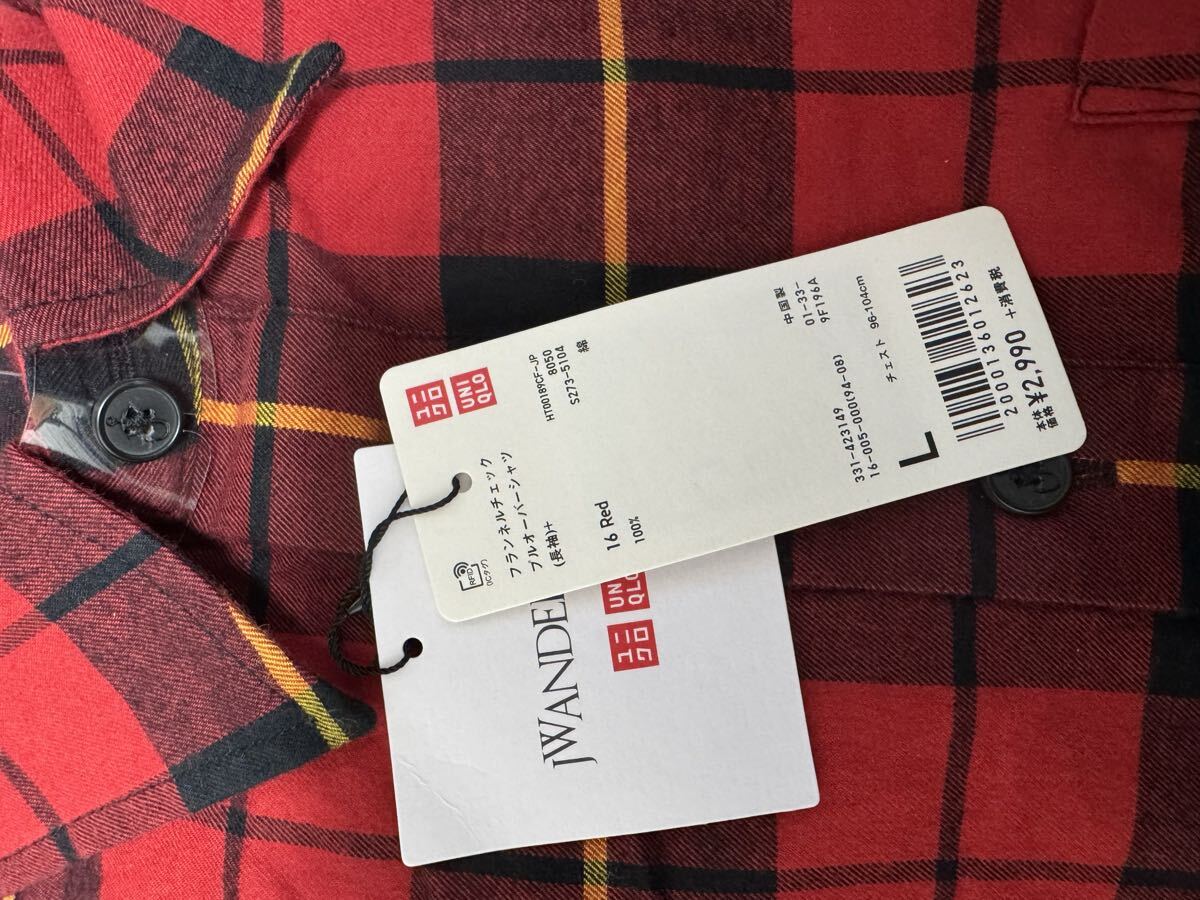 ユニ
クロ
UNI
QLO
HT00189CF-JP
8050
S273-5104
綿
中国製
01-33-
9F196A
RFID
(ICタグ)
フランネルチェック
プルオーバーシャツ
(長袖)+
16 Red
100%
331-423149
16-005-000(94-08)
チェスト 96-104cm
L
2000136012623
本体
価格 ¥2,990 +消費税
JWANDE
ユニ
クロ
UNI
QLO